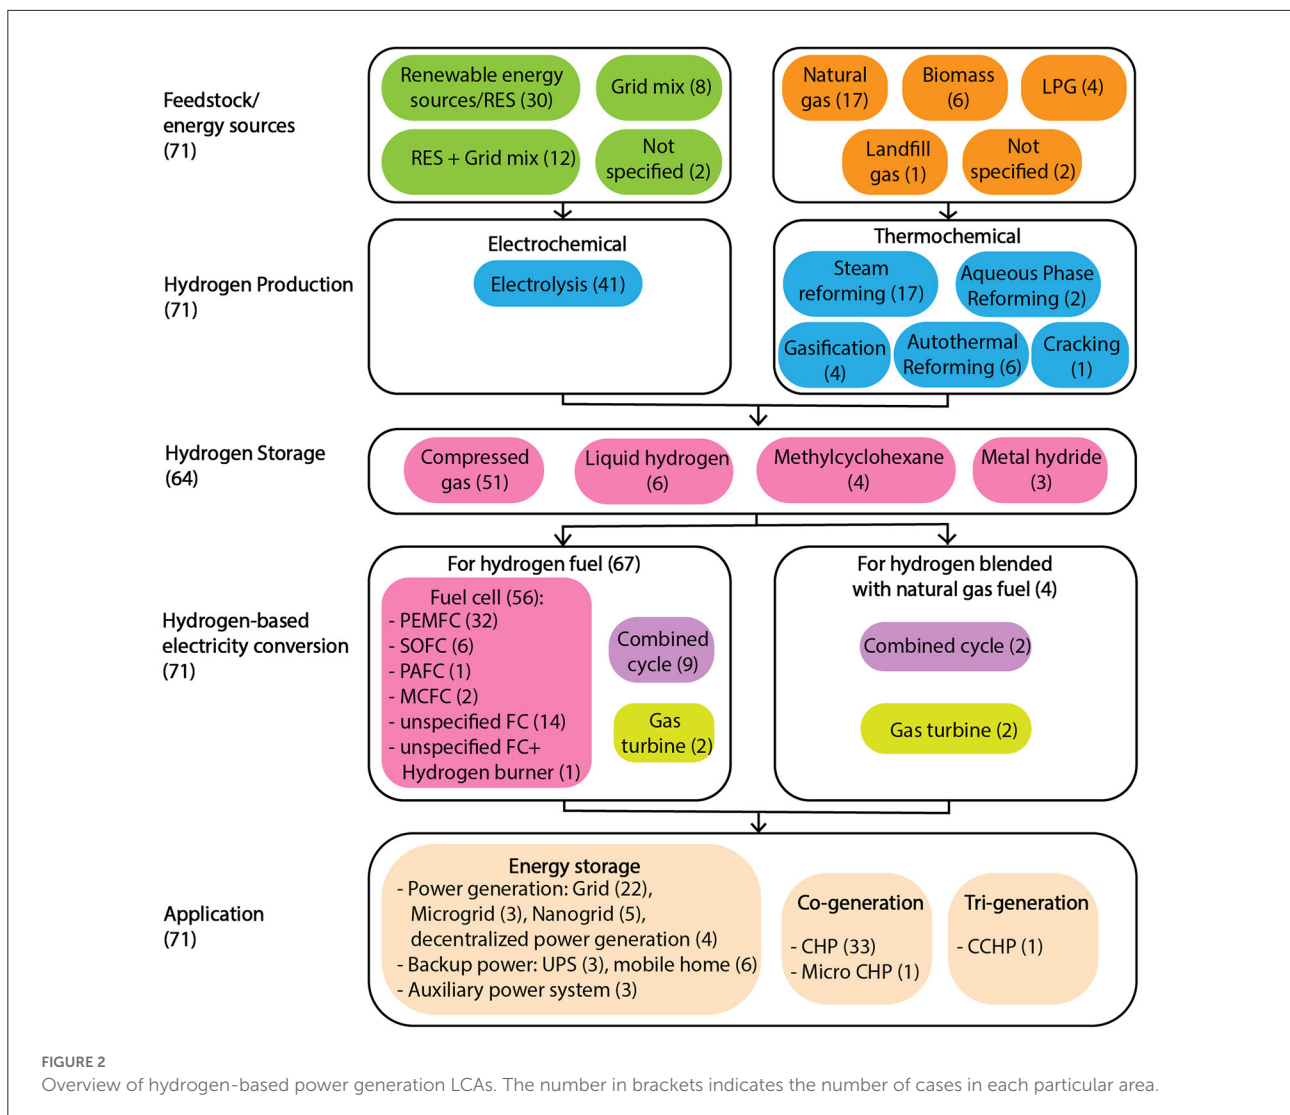 Feedstock/
energy sources
(71)
Renewable energy
sources/RES (30)
Grid mix (8)
RES + Grid mix (12)
Not
specified (2)
Natural
gas (17)
Biomass
(6)
LPG (4)
Landfill
gas (1)
Not
specified (2)
Hydrogen Production
(71)
Electrochemical
Electrolysis (41)
Thermochemical
Steam
reforming (17)
Aqueous Phase
Reforming (2)
Gasification
(4)
Autothermal
Reforming (6)
Cracking
(1)
Hydrogen Storage
(64)
Compressed
gas (51)
Liquid hydrogen
(6)
Methylcyclohexane
(4)
Metal hydride
(3)
Hydrogen-based
electricity conversion
(71)
For hydrogen fuel (67)
Fuel cell (56):
- PEMFC (32)
- SOFC (6)
- PAFC (1)
- MCFC (2)
- unspecified FC (14)
- unspecified FC+
Hydrogen burner (1)
Combined
cycle (9)
Gas
turbine (2)
For hydrogen blended
with natural gas fuel (4)
Combined cycle (2)
Gas turbine (2)
Application
(71)
Energy storage
- Power generation: Grid (22),
Microgrid (3), Nanogrid (5),
decentralized power generation (4)
- Backup power: UPS (3), mobile home (6)
- Auxiliary power system (3)
Co-generation
- CHP (33)
- Micro CHP (1)
Tri-generation
- CCHP (1)
FIGURE 2
Overview of hydrogen-based power generation LCAs. The number in brackets indicates the number of cases in each particular area.